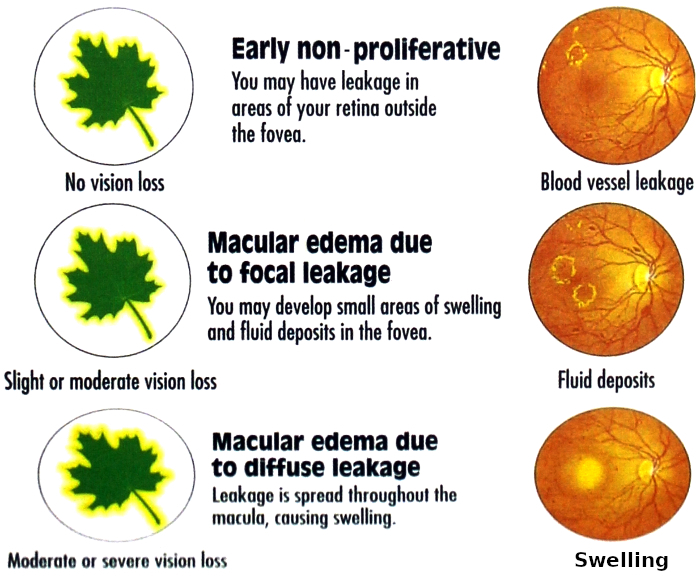 Early non-proliferative
You may have leakage in
areas of your retina outside
the fovea.
No vision loss
Blood vessel leakage
Macular edema due
to focal leakage
You may develop small areas of swelling
and fluid deposits in the fovea.
Slight or moderate vision loss
Fluid deposits
Macular edema due
to diffuse leakage
Leakage is spread throughout the
macula, causing swelling.
Moderate or severe vision loss
Swelling